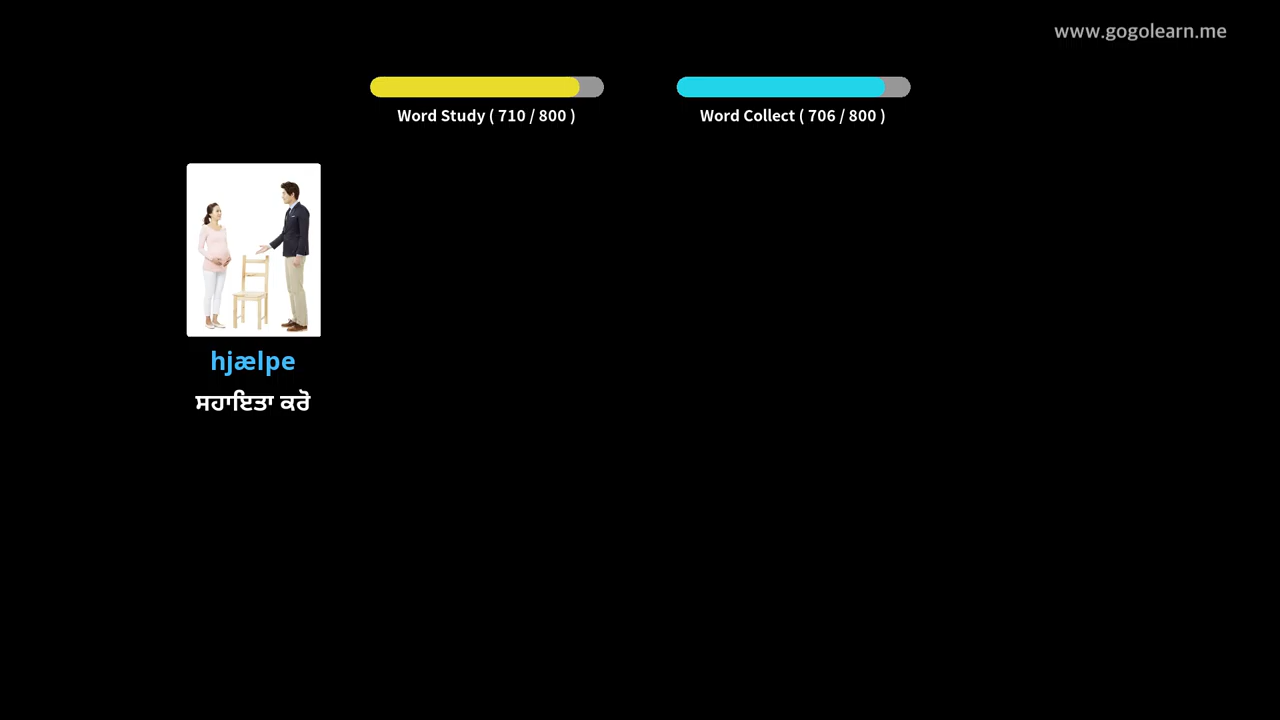 www.gogolearn.me
Word Study ( 710 / 800 )
Word Collect ( 706 / 800 )
hjælpe
ਸਹਾਇਤਾ ਕਰੋ